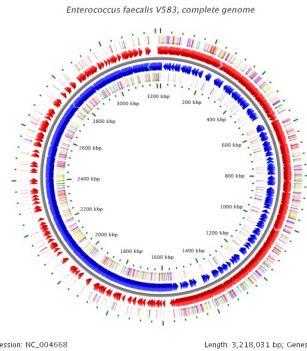 Enterococcus faecalis V583, complete genome
3200 kbp
200 kbp
3000 kbp
400 kbp
2800 kbp
600 kbp
2600 kbp
800 kbp
2400 kbp
1000 kbp
2200 kbp
1200 kbp
2000 kbp
1400 kbp
1800 kbp
1600 kbp
ession: NC_004668
Length: 3,218,031 bp; Genes